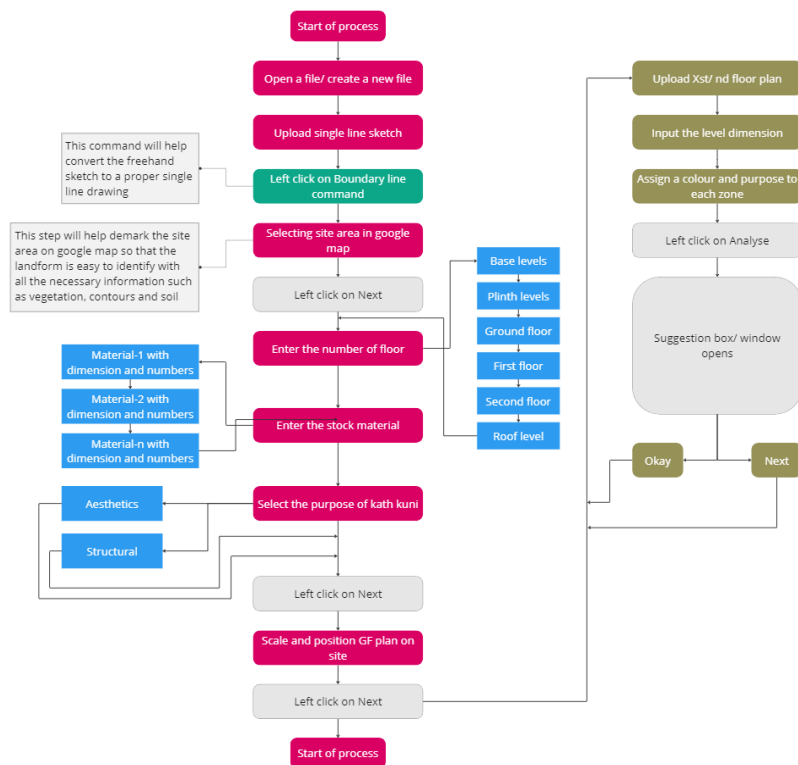 Start of process
Open a file/ create a new file
Upload single line sketch
This command will help
convert the freehand
sketch to a proper single
line drawing
Left click on Boundary line
command
This step will help demark the site
area on google map so that the
landform is easy to identify with
all the necessary information such
as vegetation, contours and soil
Selecting site area in google
map
Left click on Next
Enter the number of floor
Base levels
Plinth levels
Ground floor
First floor
Second floor
Roof level
Material-1 with
dimension and numbers
Material-2 with
dimension and numbers
Material-n with
dimension and numbers
Enter the stock material
Select the purpose of kath kuni
Aesthetics
Structural
Left click on Next
Scale and position GF plan on
site
Left click on Next
Start of process
Upload Xst/ nd floor plan
Input the level dimension
Assign a colour and purpose to
each zone
Left click on Analyse
Suggestion box/ window
opens
Okay
Next